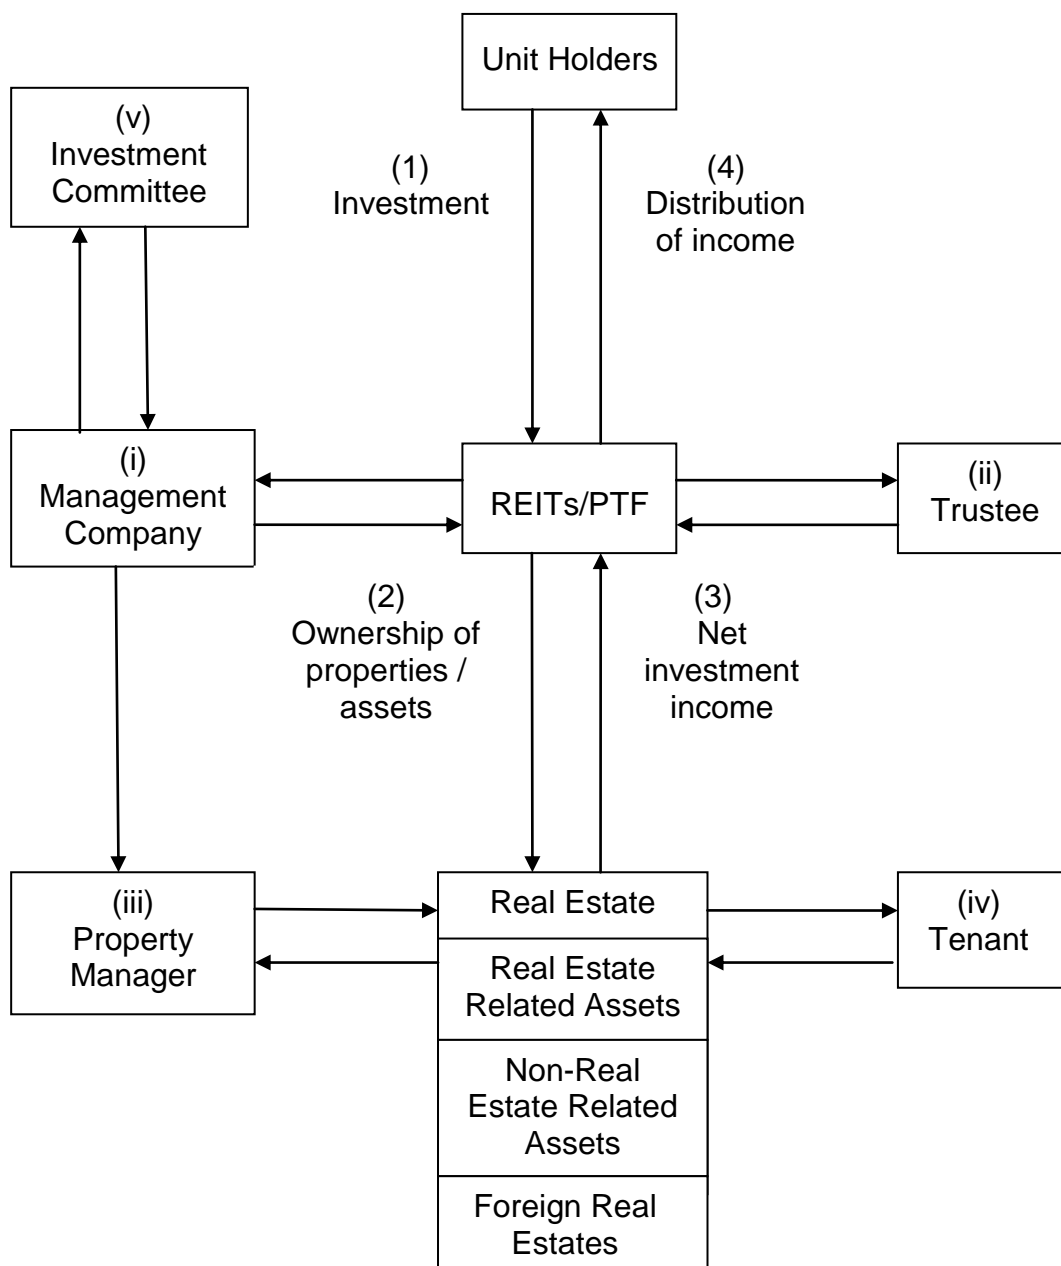 Unit Holders
(v)
Investment
Committee
(1)
Investment
(4)
Distribution
of income
(i)
Management
Company
REITs/PTF
(ii)
Trustee
(2)
Ownership of
properties /
assets
(3)
Net
investment
income
(iii)
Property
Manager
Real Estate
(iv)
Tenant
Real Estate
Related Assets
Non-Real
Estate Related
Assets
Foreign Real
Estates